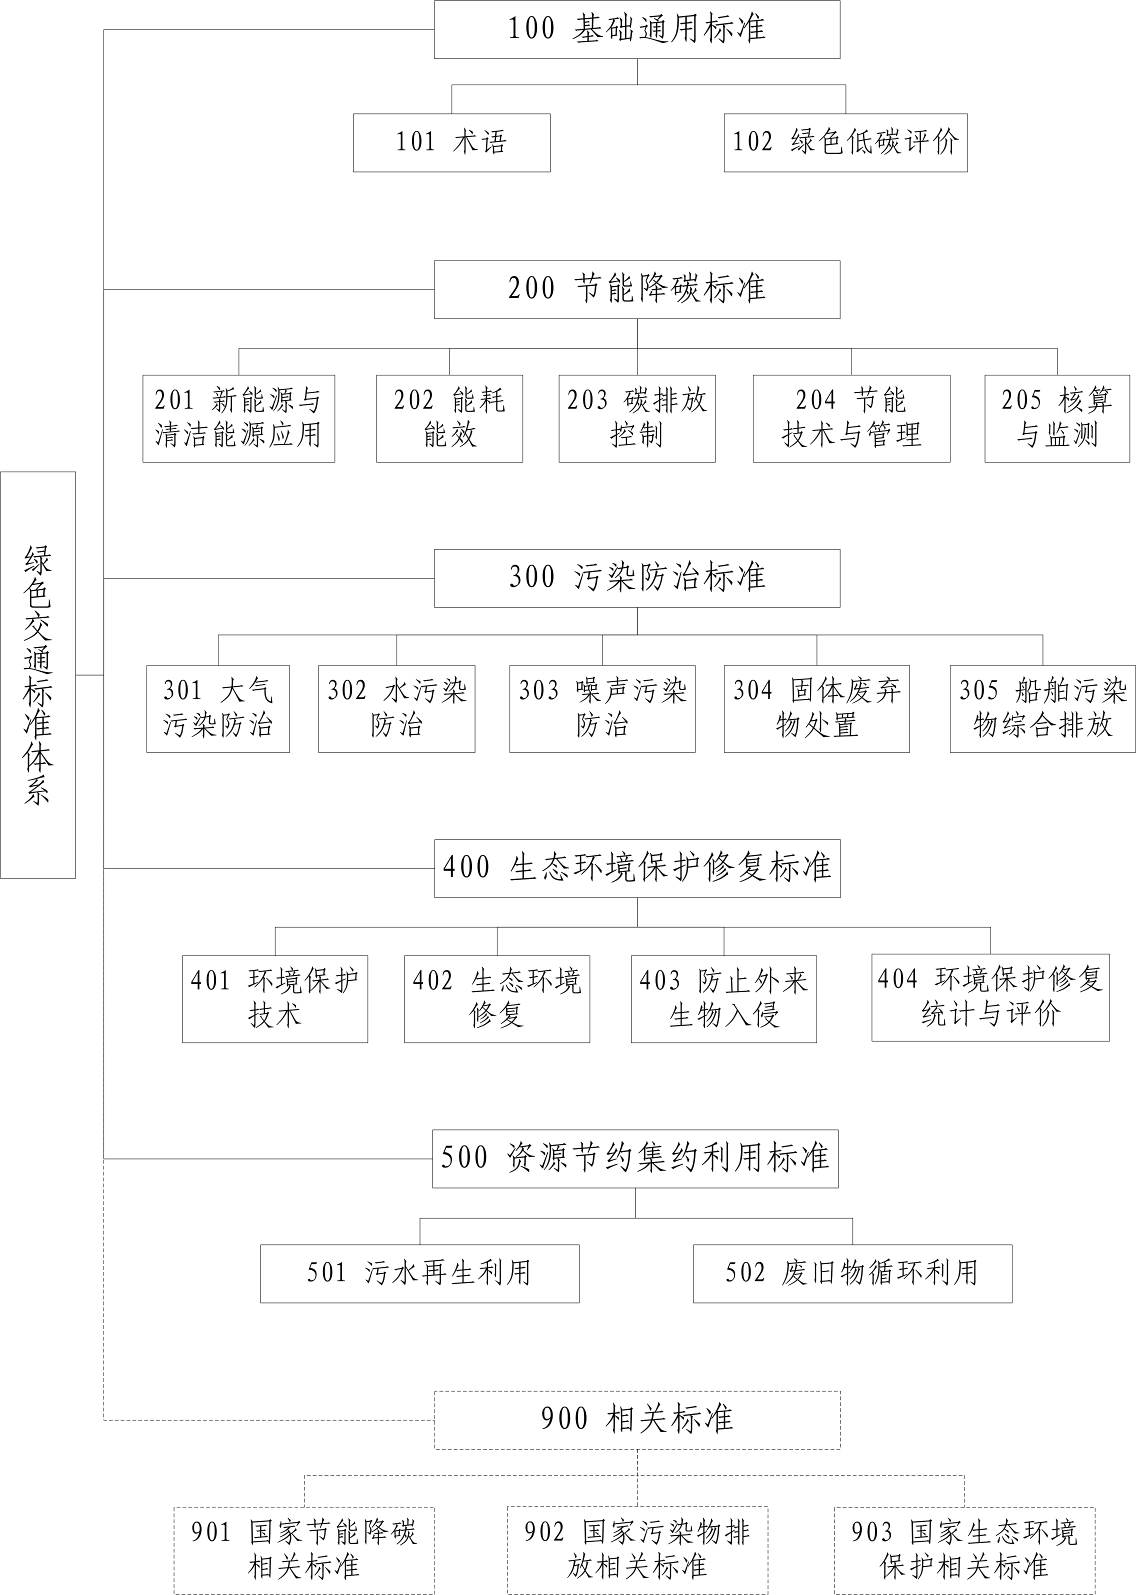 绿色交通标准体系
100 基础通用标准
101 术语
102 绿色低碳评价
200 节能降碳标准
201 新能源与
清洁能源应用
202 能耗
能效
203 碳排放
控制
204 节能
技术与管理
205 核算
与监测
300 污染防治标准
301 大气
污染防治
302 水污染
防治
303 噪声污染
防治
304 固体废弃
物处置
305 船舶污染
物综合排放
400 生态环境保护修复标准
401 环境保护
技术
402 生态环境
修复
403 防止外来
生物入侵
404 环境保护修复
统计与评价
500 资源节约集约利用标准
501 污水再生利用
502 废旧物循环利用
900 相关标准
901 国家节能降碳
相关标准
902 国家污染物排
放相关标准
903 国家生态环境
保护相关标准